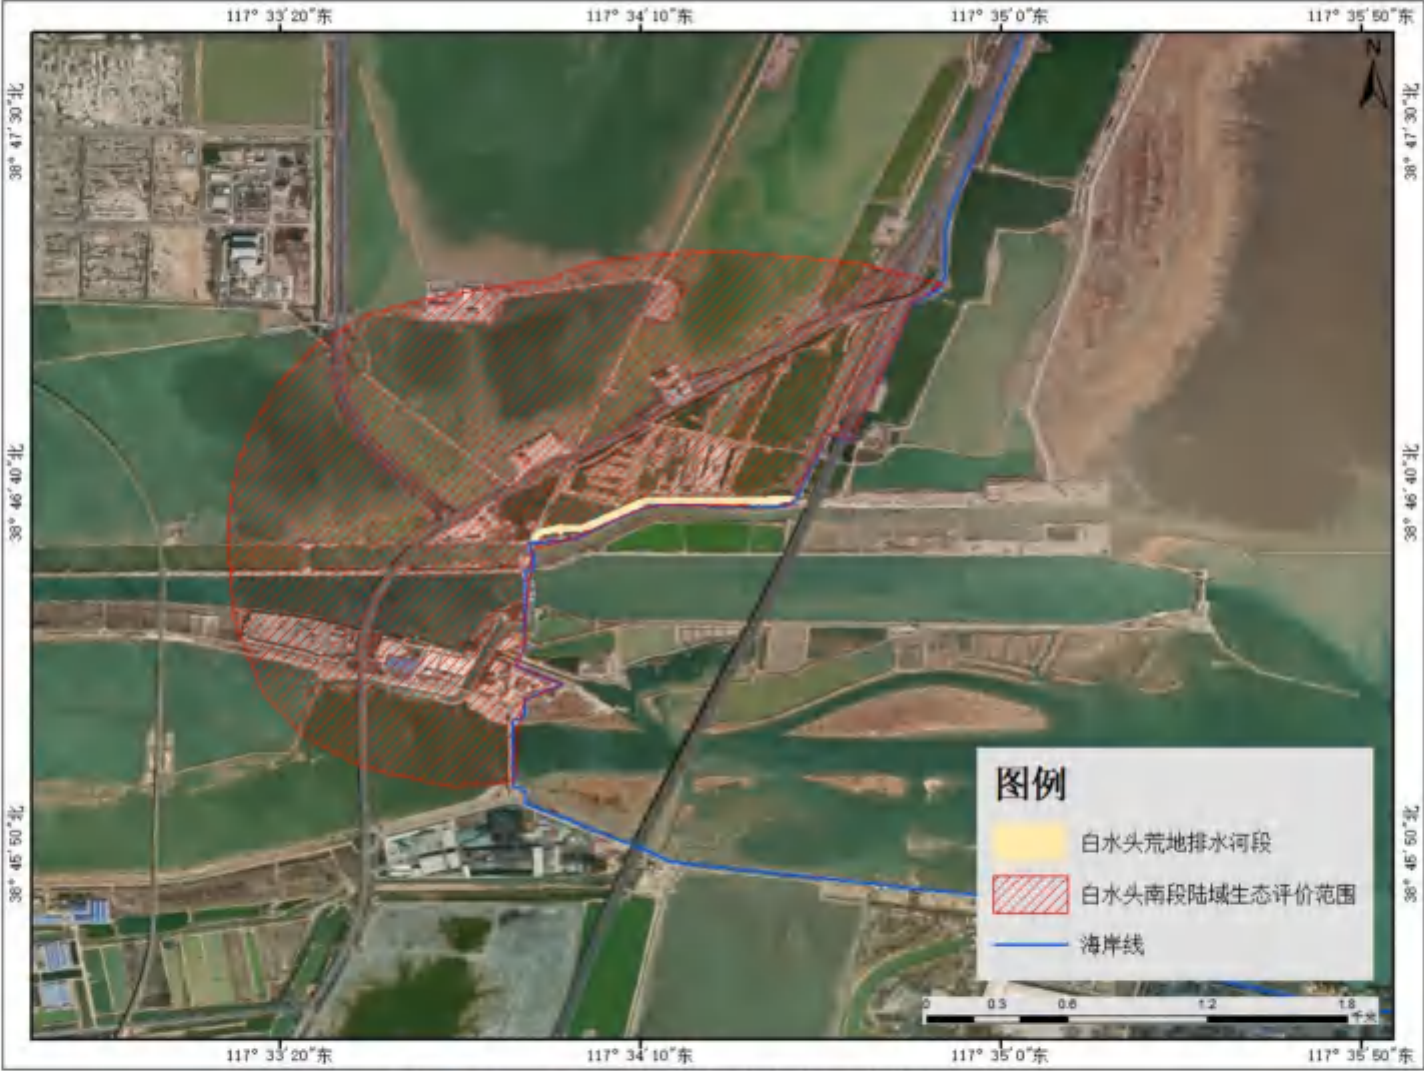 117° 33'20"东
117° 34'10"东
117° 35'0"东
117° 35'50"东
38° 47'30"北
38° 47'30"北
N
38° 46'40"北
38° 46'40"北
38° 45'50"北
38° 45'50"北
图例
白水头荒地排水河段
白水头南段陆域生态评价范围
海岸线
0 0.3 0.6 1.2 1.8
千米
117° 33'20"东
117° 34'10"东
117° 35'0"东
117° 35'50"东